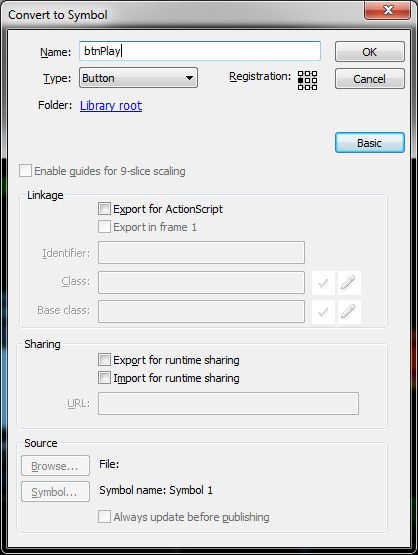 Convert to Symbol
Name: btnPlay OK
Type: Button Registration: Cancel
Folder: Library root
Basic
Enable guides for 9-slice scaling
Linkage
Export for ActionScript
Export in frame 1
Identifier:
Class:
Base class:
Sharing
Export for runtime sharing
Import for runtime sharing
URL:
Source
Browse... File:
Symbol... Symbol name: Symbol 1
Always update before publishing